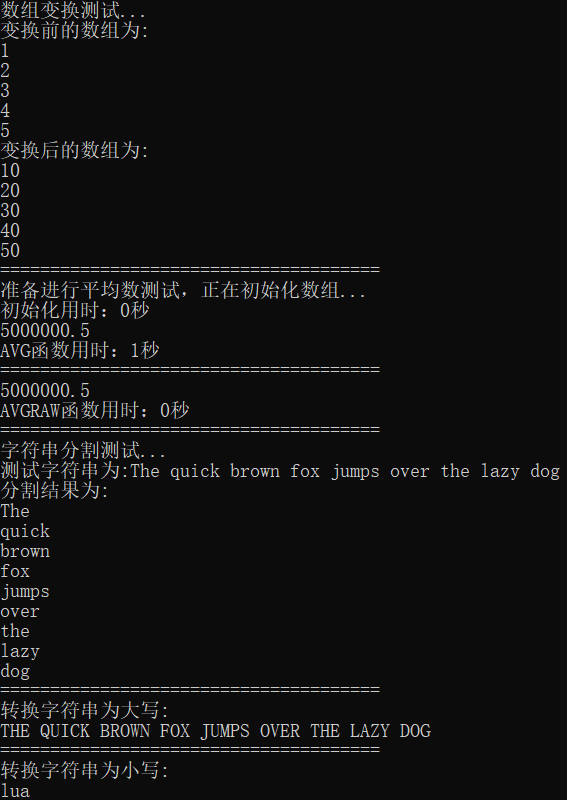 数组变换测试...
变换前的数组为:
1
2
3
4
5
变换后的数组为:
10
20
30
40
50
======================================
准备进行平均数测试，正在初始化数组...
初始化用时：0秒
5000000.5
AVG函数用时：1秒
======================================
5000000.5
AVGRAW函数用时：0秒
======================================
字符串分割测试...
测试字符串为:The quick brown fox jumps over the lazy dog
分割结果为:
The
quick
brown
fox
jumps
over
the
lazy
dog
======================================
转换字符串为大写:
THE QUICK BROWN FOX JUMPS OVER THE LAZY DOG
======================================
转换字符串为小写:
lua